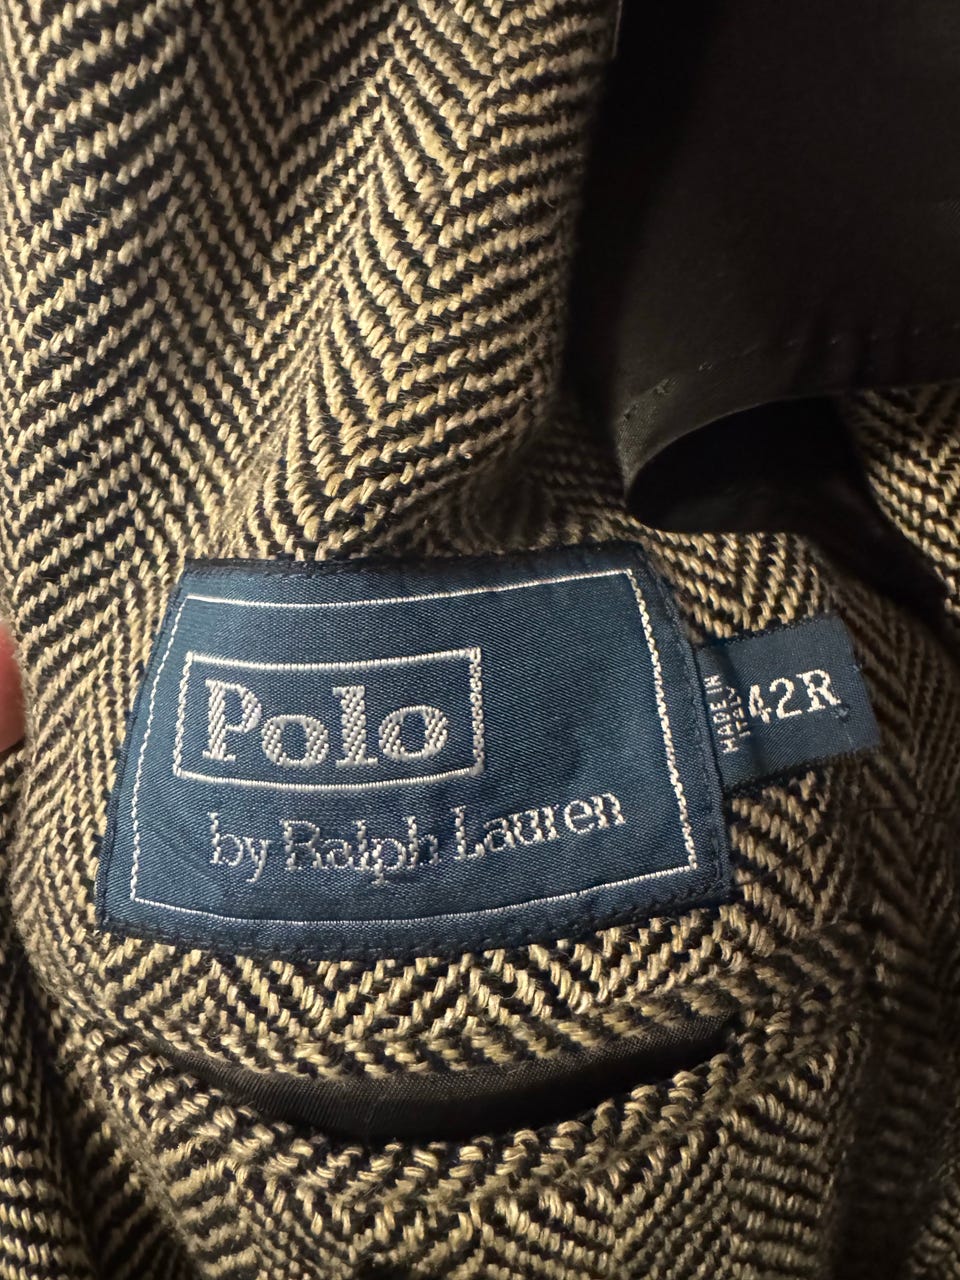 Polo
by Ralph Lauren
MADE IN
ITALY
42R